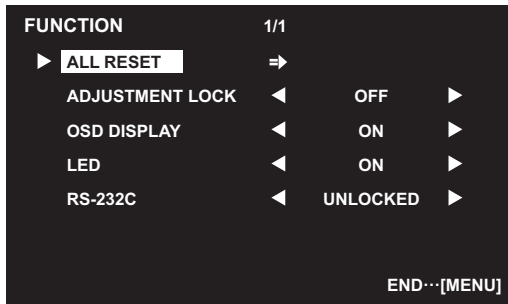 FUNCTION 1/1
ALL RESET
ADJUSTMENT LOCK OFF
OSD DISPLAY ON
LED ON
RS-232C UNLOCKED
END···[MENU]